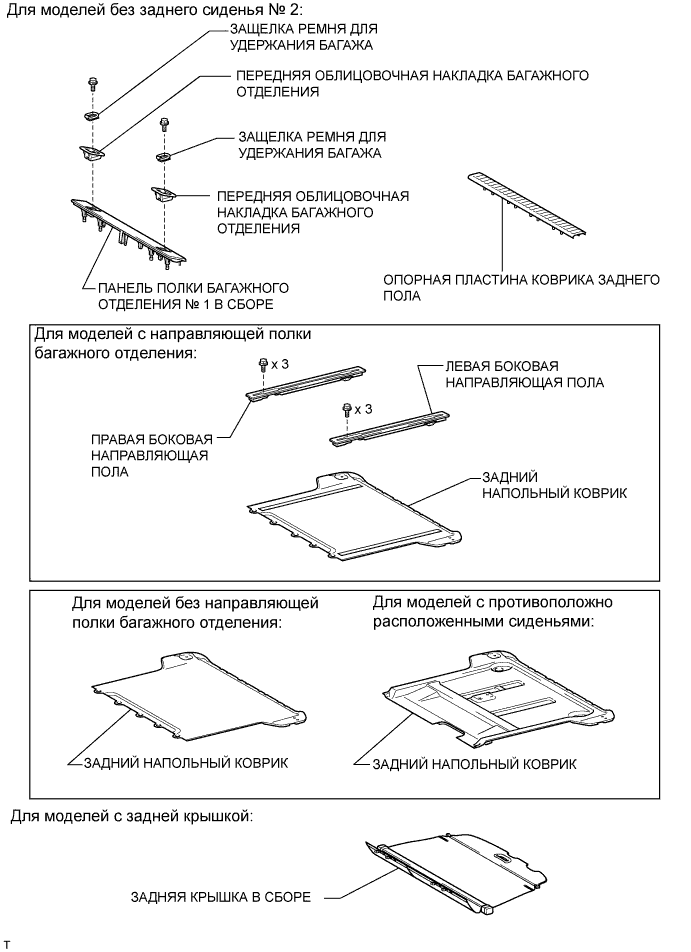 Для моделей без заднего сиденья № 2:
ЗАЩЕЛКА РЕМНЯ ДЛЯ
УДЕРЖАНИЯ БАГАЖА
ПЕРЕДНЯЯ ОБЛИЦОВОЧНАЯ НАКЛАДКА БАГАЖНОГО
ОТДЕЛЕНИЯ
ЗАЩЕЛКА РЕМНЯ ДЛЯ
УДЕРЖАНИЯ БАГАЖА
ПЕРЕДНЯЯ ОБЛИЦОВОЧНАЯ
НАКЛАДКА БАГАЖНОГО
ОТДЕЛЕНИЯ
ПАНЕЛЬ ПОЛКИ БАГАЖНОГО
ОТДЕЛЕНИЯ № 1 В СБОРЕ
ОПОРНАЯ ПЛАСТИНА КОВРИКА ЗАДНЕГО
ПОЛА
Для моделей с направляющей полки
багажного отделения:
x 3
ЛЕВАЯ БОКОВАЯ
НАПРАВЛЯЮЩАЯ ПОЛА
x 3
ПРАВАЯ БОКОВАЯ
НАПРАВЛЯЮЩАЯ
ПОЛА
ЗАДНИЙ
НАПОЛЬНЫЙ КОВРИК
Для моделей без направляющей
полки багажного отделения:
ЗАДНИЙ НАПОЛЬНЫЙ КОВРИК
Для моделей с противоположно
расположенными сиденьями:
ЗАДНИЙ НАПОЛЬНЫЙ КОВРИК
Для моделей с задней крышкой:
ЗАДНЯЯ КРЫШКА В СБОРЕ
T